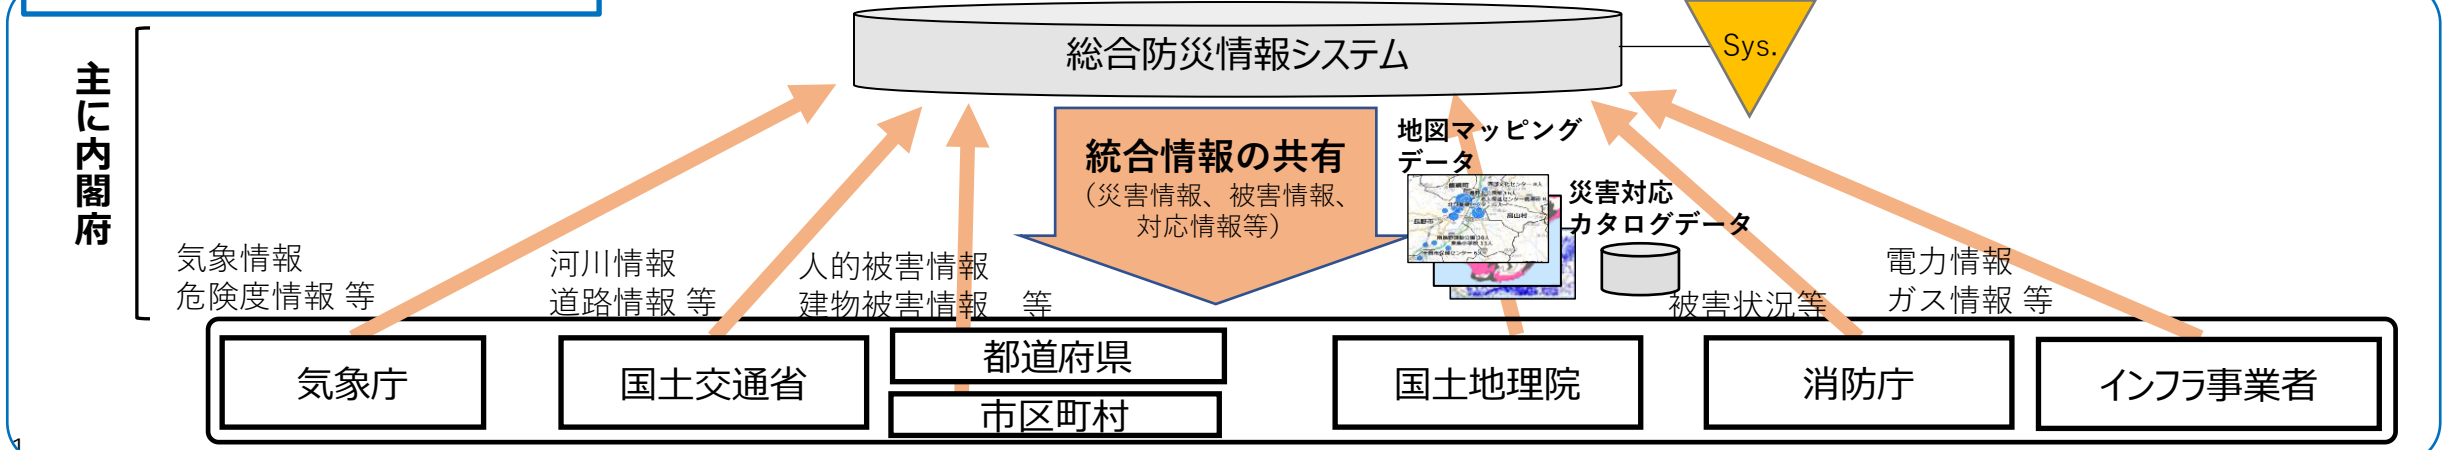 総合防災情報システム
Sys.
主に内閣府
統合情報の共有
（災害情報、被害情報、
対応情報等）
地図マッピング
データ
災害対応
カタログデータ
気象情報
危険度情報 等
河川情報
道路情報 等
人的被害情報
建物被害情報 等
被害状況等
電力情報
ガス情報 等
気象庁
国土交通省
都道府県
市区町村
国土地理院
消防庁
インフラ事業者
長野市
高山村